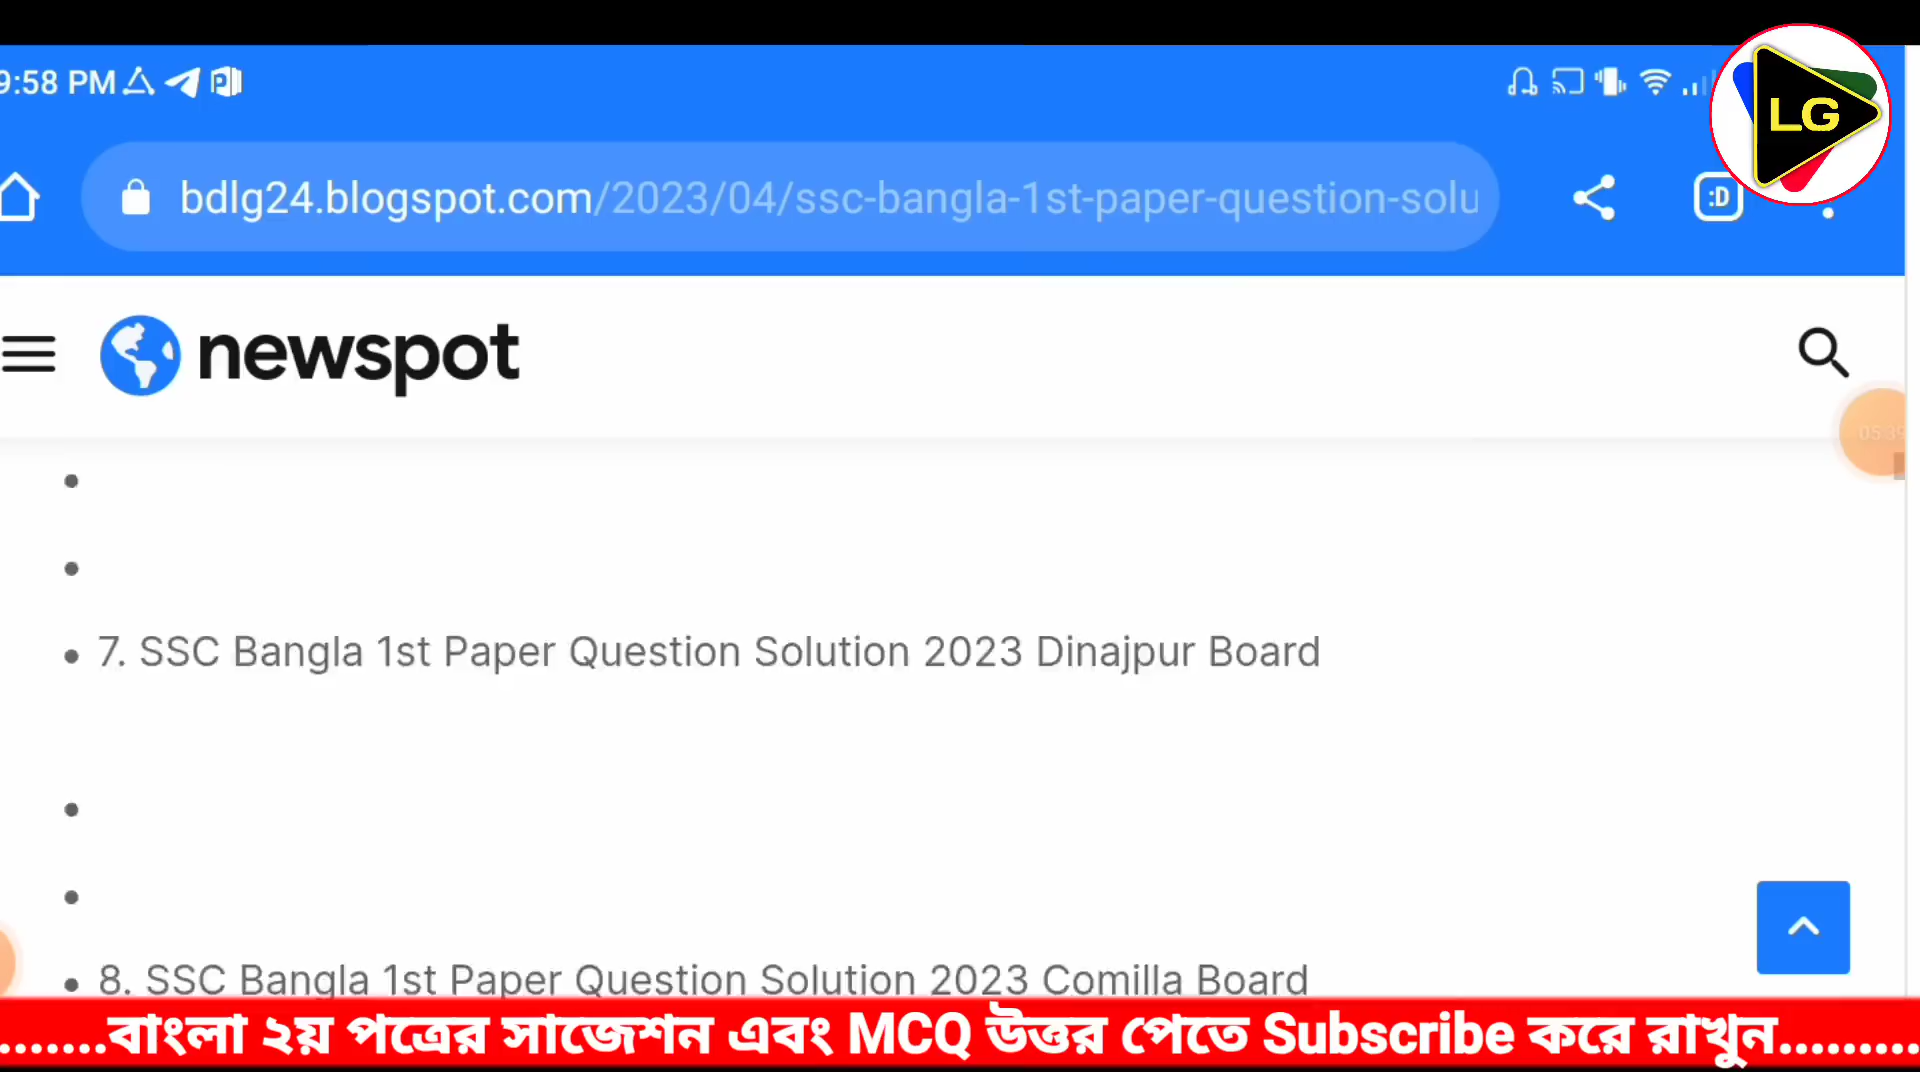 9:58 PM
LG
bdlg24.blogspot.com/2023/04/ssc-bangla-1st-paper-question-solu
:D
newspot
05:39
7. SSC Bangla 1st Paper Question Solution 2023 Dinajpur Board
8. SSC Bangla 1st Paper Question Solution 2023 Comilla Board
.......বাংলা ২য় পত্রের সাজেশন এবং MCQ উত্তর পেতে Subscribe করে রাখুন.........